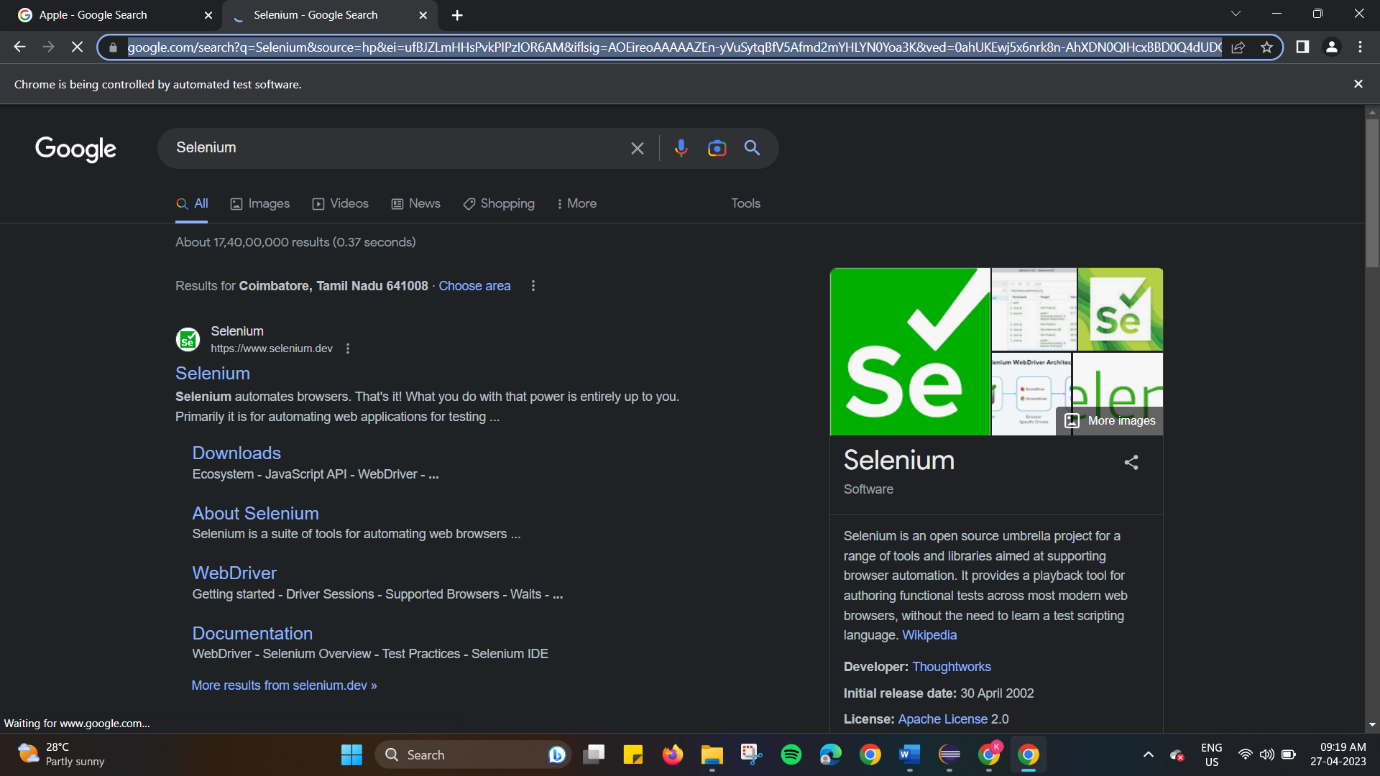 Apple - Google Search
Selenium - Google Search
google.com/search?q=Selenium&source=hp&ei=ufBJZLmHHsPvkPIPzIOR6AM&iflsig=AOEireoAAAAAZEn-yVuSytqBfV5Afmd2mYHLYN0Yoa3K&ved=0ahUKEwj5x6nrk8n-AhXDN0QIHcxBBD0Q4dUDC
Chrome is being controlled by automated test software.
Google
Selenium
All Images Videos News Shopping More Tools
About 17,40,00,000 results (0.37 seconds)
Results for Coimbatore, Tamil Nadu 641008 · Choose area
Selenium
https://www.selenium.dev
Selenium
Selenium automates browsers. That's it! What you do with that power is entirely up to you.
Primarily it is for automating web applications for testing ...
Downloads
Ecosystem - JavaScript API - WebDriver - ...
About Selenium
Selenium is a suite of tools for automating web browsers ...
WebDriver
Getting started - Driver Sessions - Supported Browsers - Waits - ...
Documentation
WebDriver - Selenium Overview - Test Practices - Selenium IDE
More results from selenium.dev »
Se
Se
Selenium WebDriver Architec
elen
More images
Selenium
Software
Selenium is an open source umbrella project for a
range of tools and libraries aimed at supporting
browser automation. It provides a playback tool for
authoring functional tests across most modern web
browsers, without the need to learn a test scripting
language. Wikipedia
Developer: Thoughtworks
Initial release date: 30 April 2002
License: Apache License 2.0
Waiting for www.google.com...
28°C
Partly sunny
Search
K
ENG
US
09:19 AM
27-04-2023